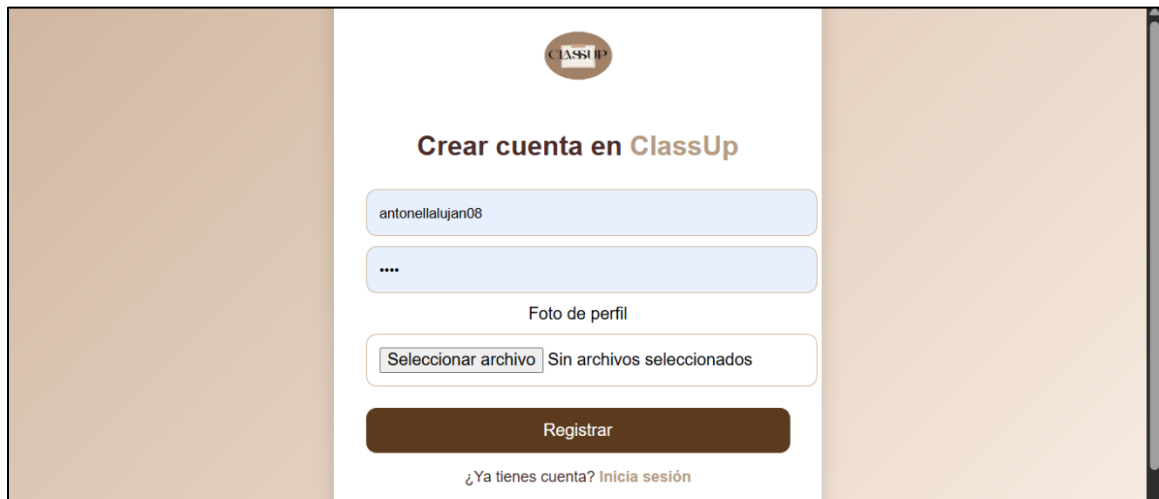 CLASSUP
Crear cuenta en ClassUp
antonellalujan08
••••
Foto de perfil
Seleccionar archivo Sin archivos seleccionados
Registrar
¿Ya tienes cuenta? Inicia sesión